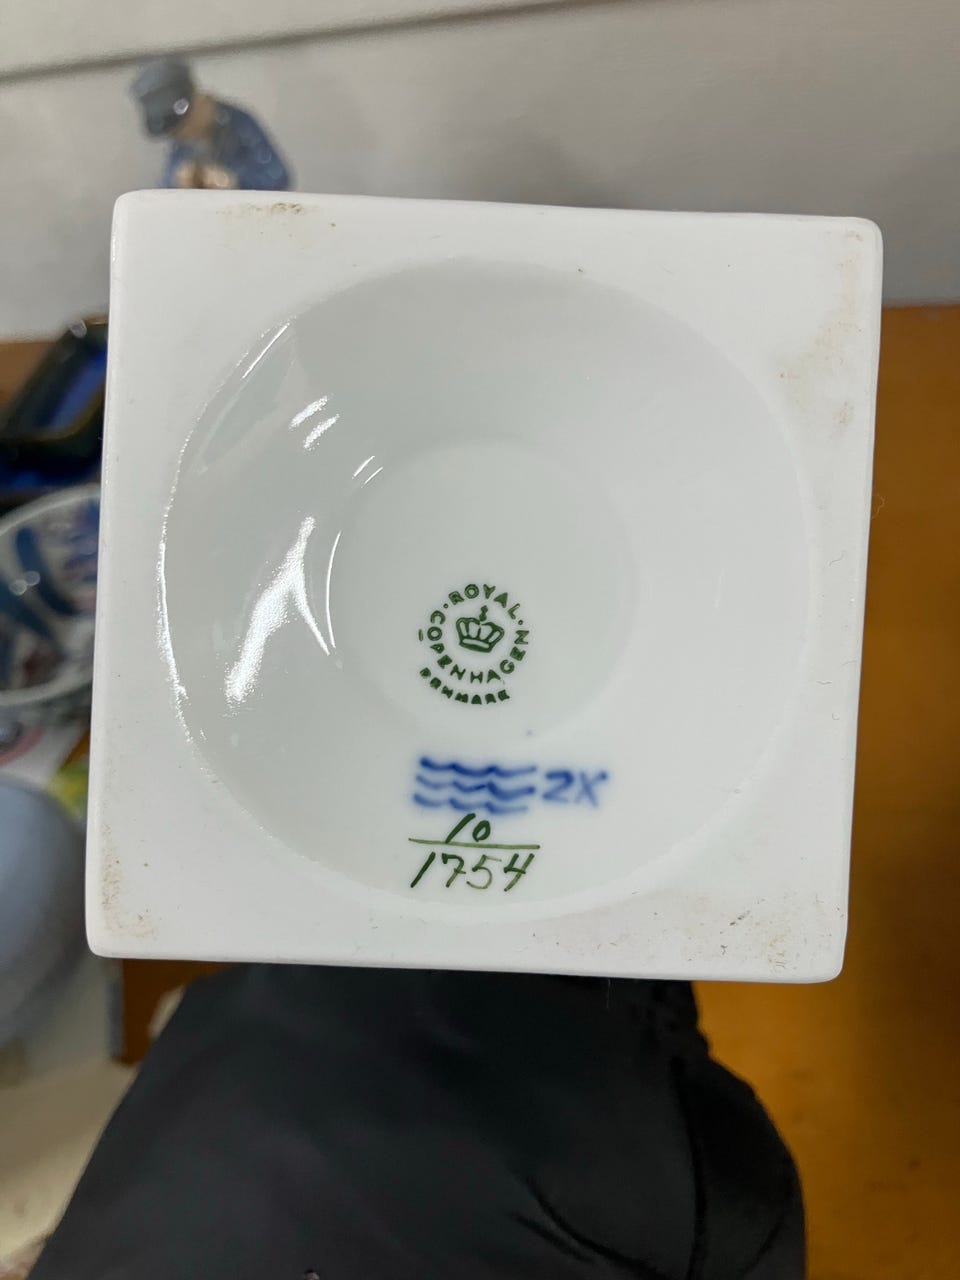 ROYAL
COPENHAGEN
DENMARK
2X
10
1754